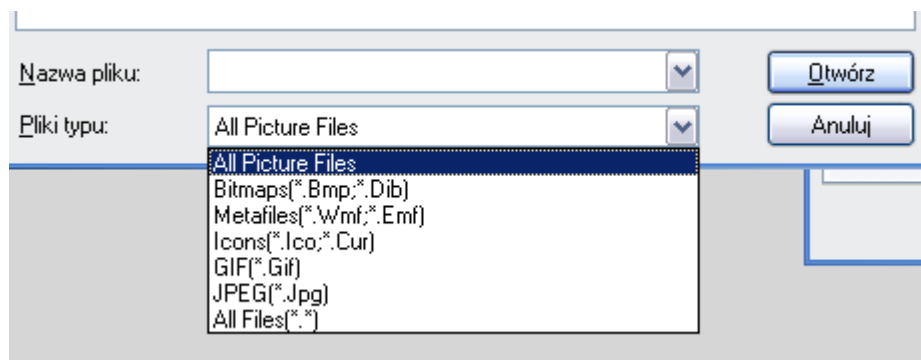 Nazwa pliku:
Otwórz
Pliki typu:
All Picture Files
Anuluj
All Picture Files
Bitmaps(*.Bmp;*.Dib)
Metafiles(*.Wmf;*.Emf)
Icons(*.Ico;*.Cur)
GIF(*.Gif)
JPEG(*.Jpg)
All Files(*.*)